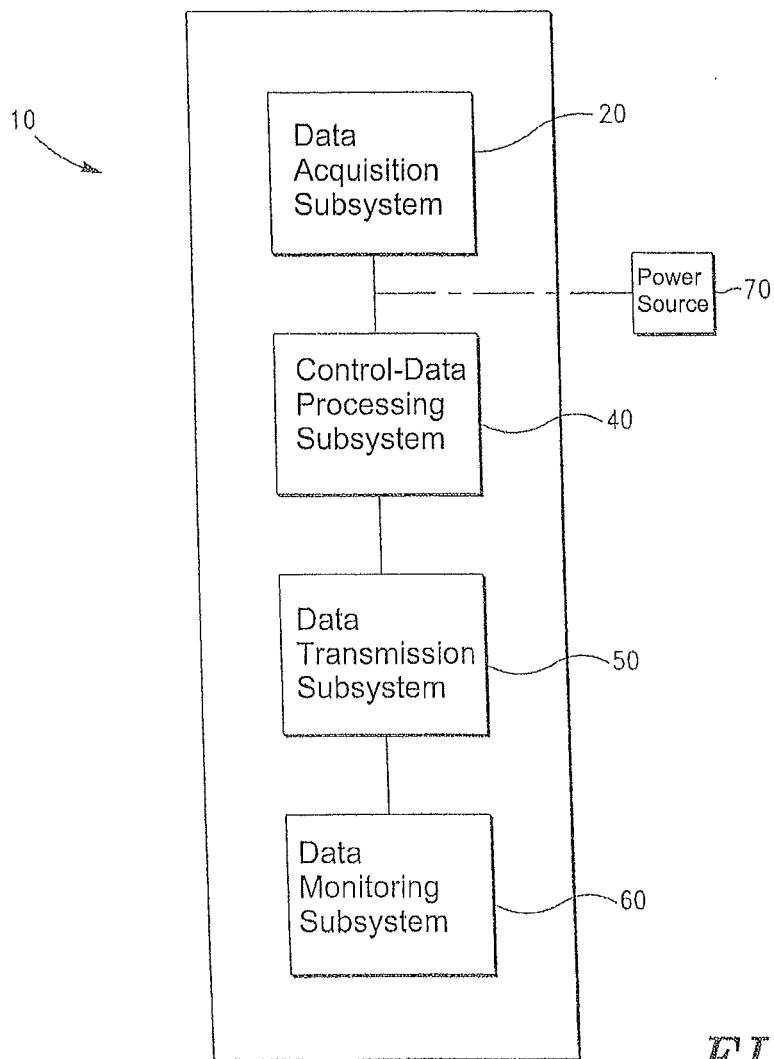 10
Data
Acquisition
Subsystem
20
Power
Source
70
Control-Data
Processing
Subsystem
40
Data
Transmission
Subsystem
50
Data
Monitoring
Subsystem
60